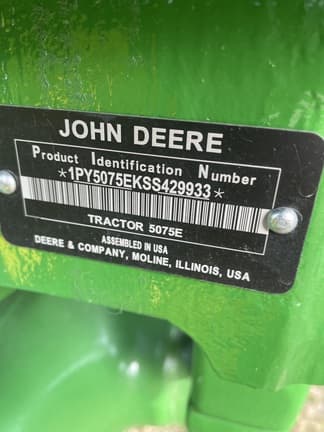 JOHN DEERE
Product Identification Number
*1PY5075EKSS429933*
TRACTOR 5075E
ASSEMBLED IN USA
DEERE & COMPANY, MOLINE, ILLINOIS, USA